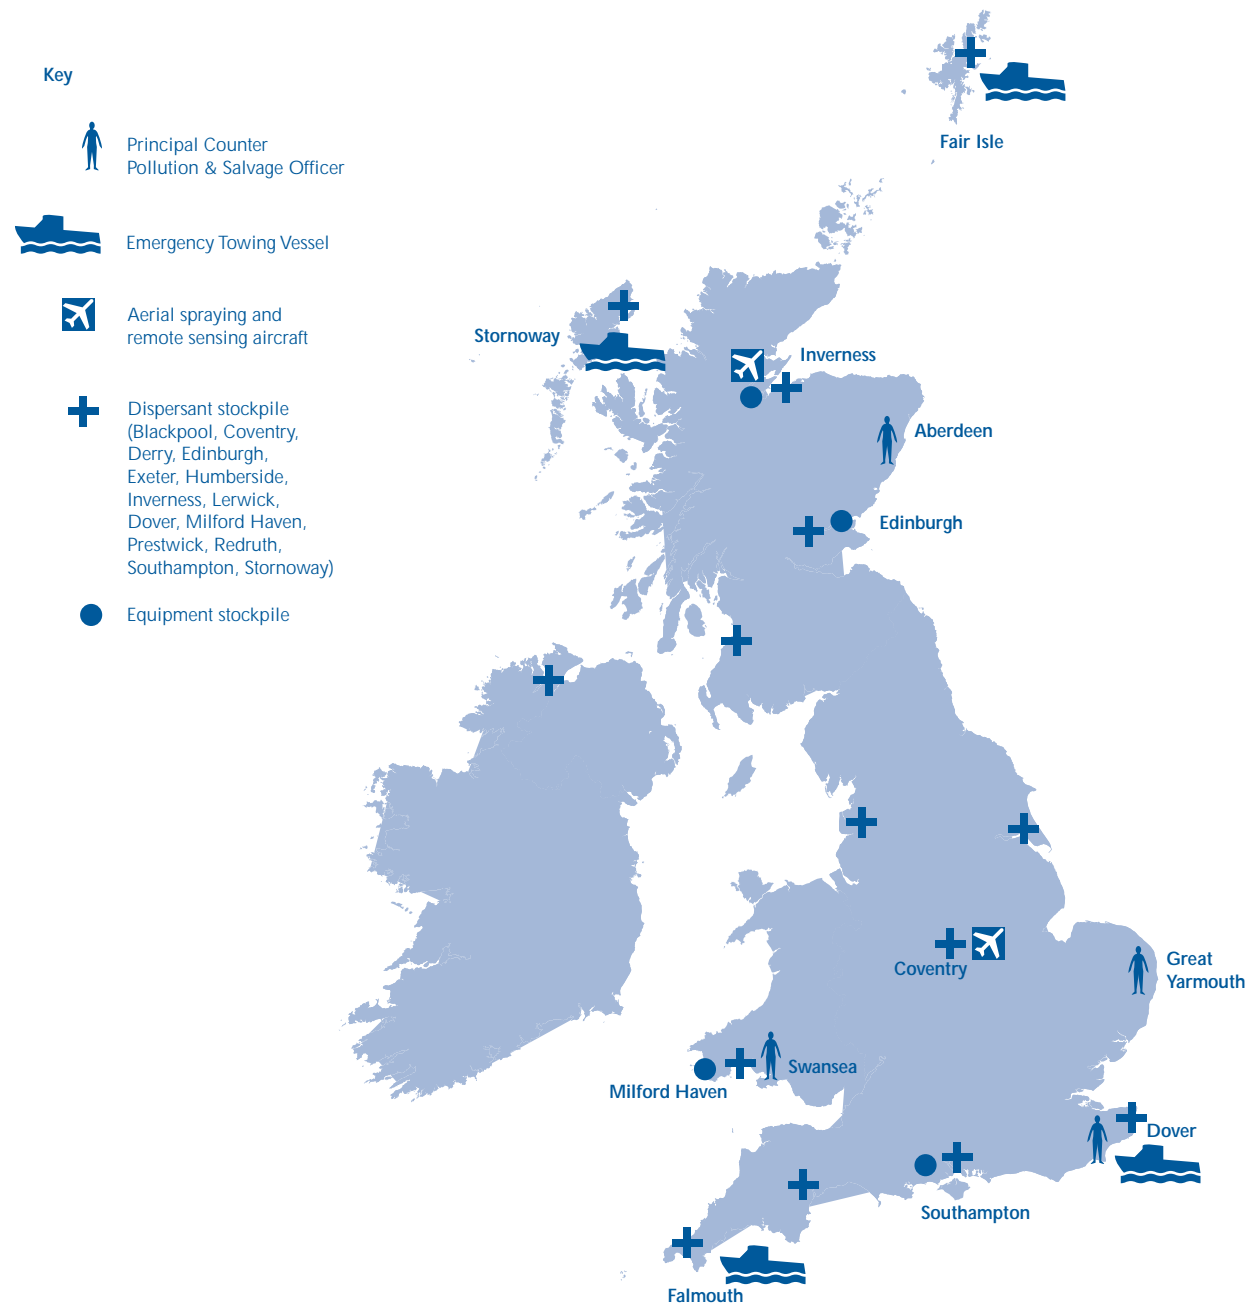 Key
Principal Counter
Pollution & Salvage Officer
Emergency Towing Vessel
Aerial spraying and
remote sensing aircraft
Dispersant stockpile
(Blackpool, Coventry,
Derry, Edinburgh,
Exeter, Humberside,
Inverness, Lerwick,
Dover, Milford Haven,
Prestwick, Redruth,
Southampton, Stornoway)
Equipment stockpile
Fair Isle
Stornoway
Inverness
Aberdeen
Edinburgh
Coventry
Great
Yarmouth
Swansea
Milford Haven
Dover
Southampton
Falmouth